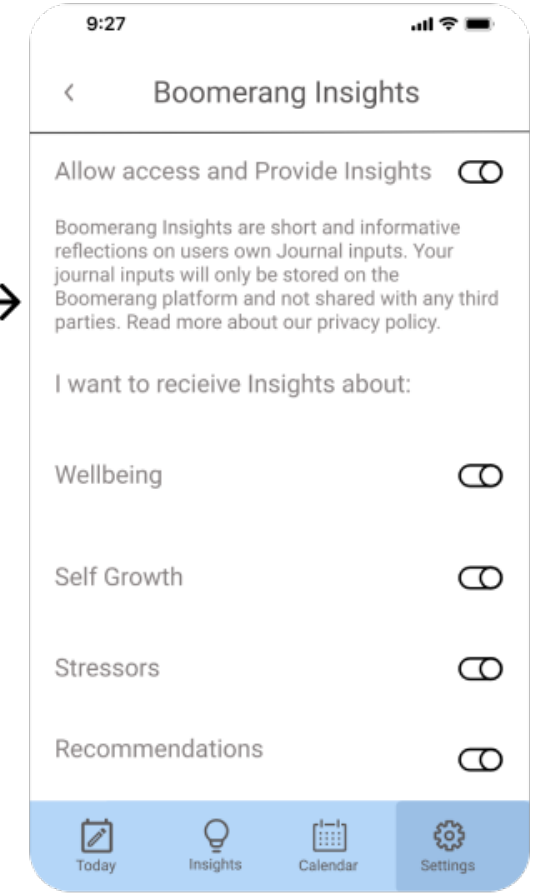 9:27
Boomerang Insights
Allow access and Provide Insights
Boomerang Insights are short and informative
reflections on users own Journal inputs. Your
journal inputs will only be stored on the
Boomerang platform and not shared with any third
parties. Read more about our privacy policy.
I want to recieive Insights about:
Wellbeing
Self Growth
Stressors
Recommendations
Today Insights Calendar Settings